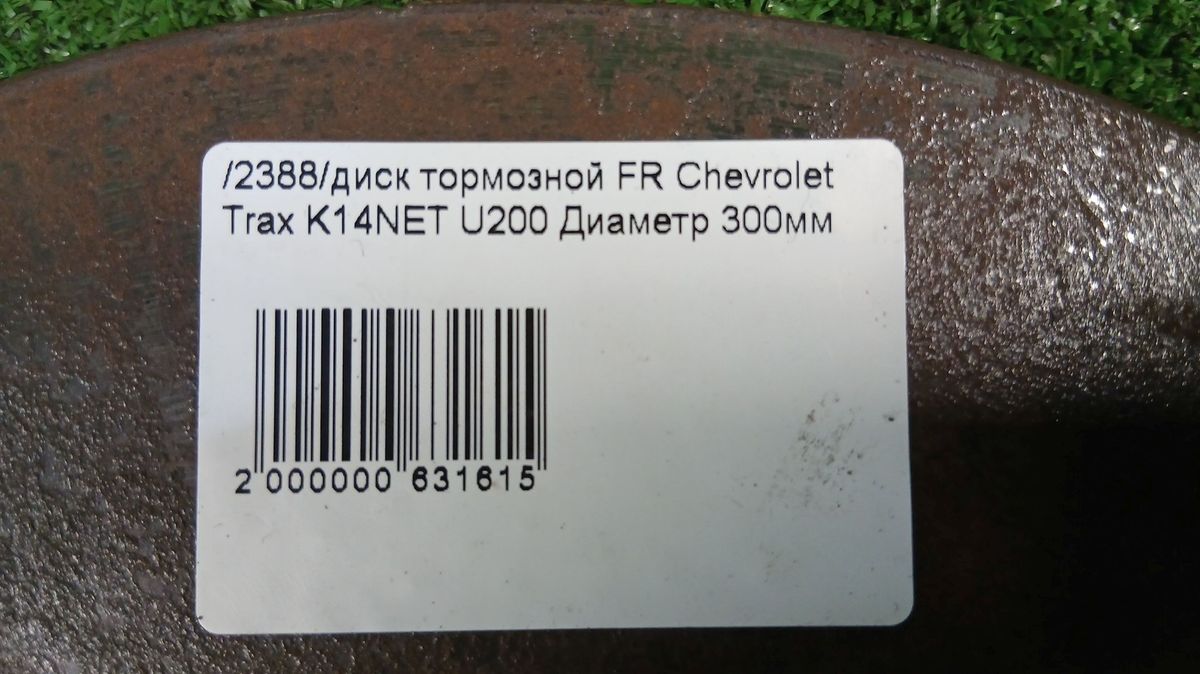 /2388/диск тормозной FR Chevrolet
Trax K14NET U200 Диаметр 300мм
2 000000 631615